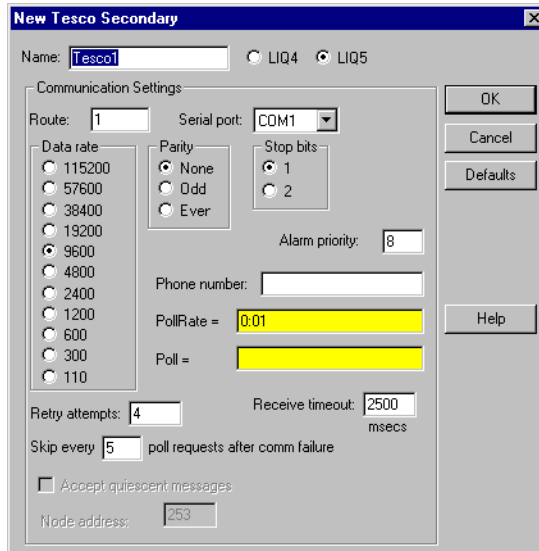 New Tesco Secondary
Name: Tesco1 LIQ4 LIQ5
Communication Settings
Route: 1 Serial port: COM1
Data rate
115200
57600
38400
19200
9600
4800
2400
1200
600
300
110
Parity
None
Odd
Ever
Stop bits
1
2
Alarm priority: 8
Phone number:
PollRate = 0:01
Poll =
Retry attempts: 4
Receive timeout: 2500
msecs
Skip every 5 poll requests after comm failure
Accept quiescent messages
Node address: 253
OK
Cancel
Defaults
Help